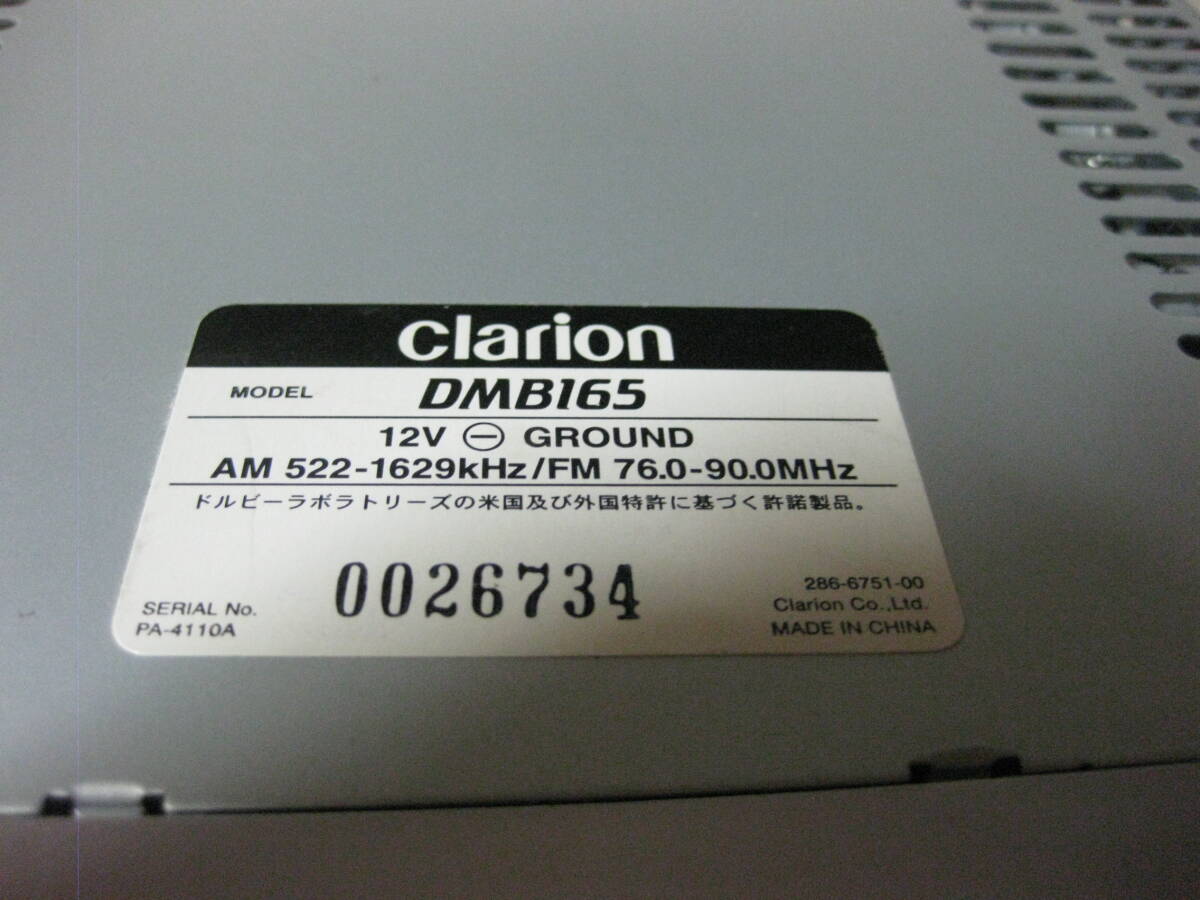 clarion
MODEL DMB165
12V ⊖ GROUND
AM 522-1629kHz/FM 76.0-90.0MHz
ドルビーラボラトリーズの米国及び外国特許に基づく許諾製品。
0026734
SERIAL No.
PA-4110A
286-6751-00
Clarion Co.,Ltd.
MADE IN CHINA